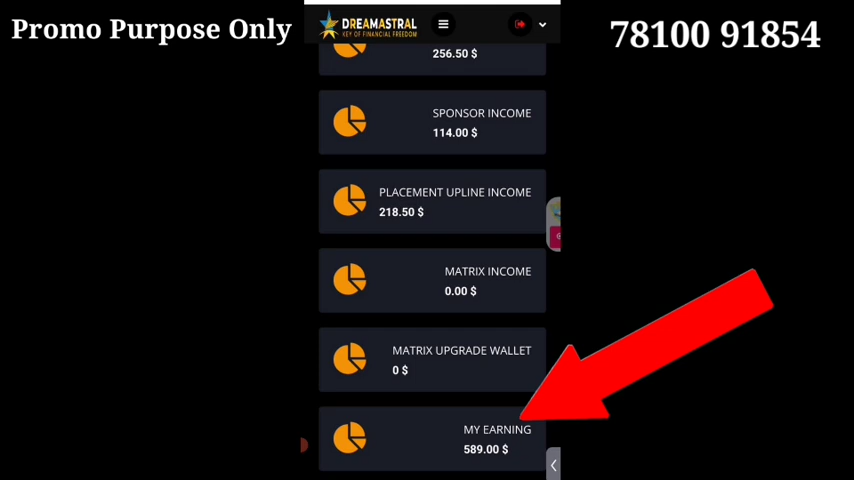 Promo Purpose Only
78100 91854
DREAMASTRAL
KEY OF FINANCIAL FREEDOM
256.50 $
SPONSOR INCOME
114.00 $
PLACEMENT UPLINE INCOME
218.50 $
MATRIX INCOME
0.00 $
MATRIX UPGRADE WALLET
0 $
MY EARNING
589.00 $